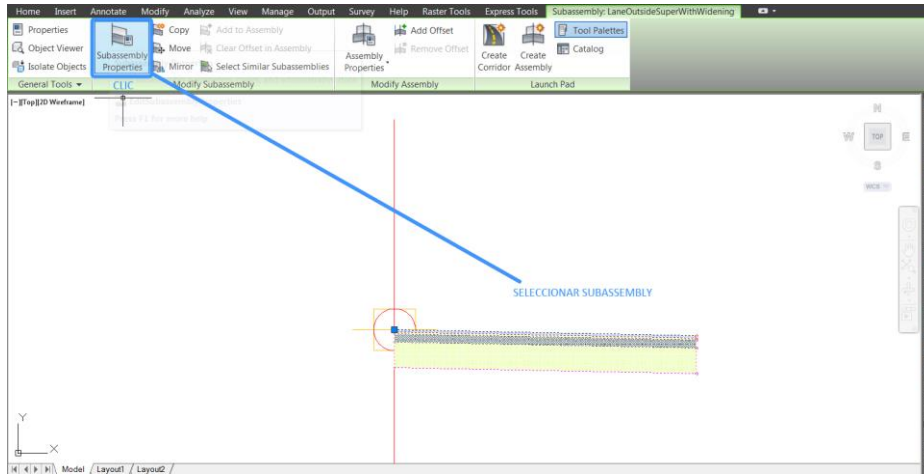 Home Insert Annotate Modify Analyze View Manage Output Survey Help Raster Tools Express Tools Subassembly: LaneOutsideSuperWithWidening
Properties
Object Viewer
Isolate Objects
Subassembly
Properties
Copy
Move
Mirror
Add to Assembly
Clear Offset in Assembly
Select Similar Subassemblies
Assembly
Properties
Add Offset
Remove Offset
Create
Corridor
Create
Assembly
Tool Palettes
Catalog
General Tools
CLIC
Modify Subassembly
Modify Assembly
Launch Pad
[-][Top][2D Wireframe]
Press F1 for more help
N
W
TOP
E
S
WCS
SELECCIONAR SUBASSEMBLY
Y
X
Model Layout1 Layout2